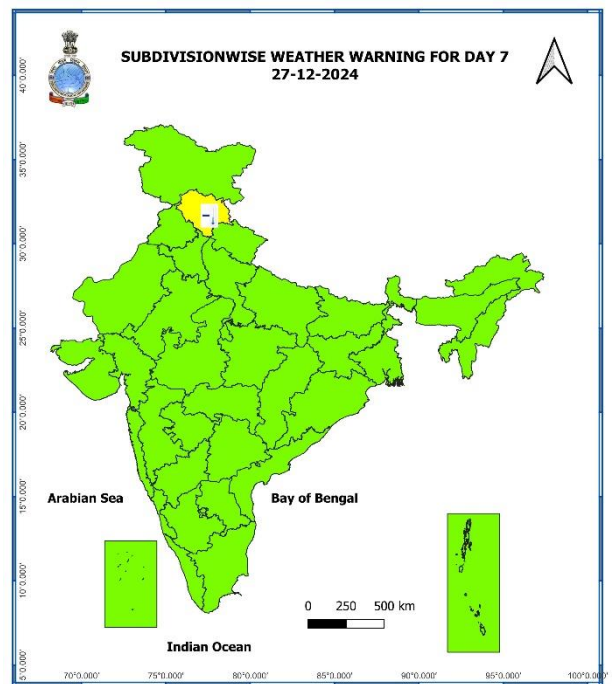 SUBDIVISIONWISE WEATHER WARNING FOR DAY 7
27-12-2024
40°0.000'
35°0.000'
30°0.000'
25°0.000'
20°0.000'
15°0.000'
10°0.000'
5°0.000'
Arabian Sea
Bay of Bengal
0 250 500 km
Indian Ocean
70°0.000' 75°0.000' 80°0.000' 85°0.000' 90°0.000' 95°0.000' 100°0.000'